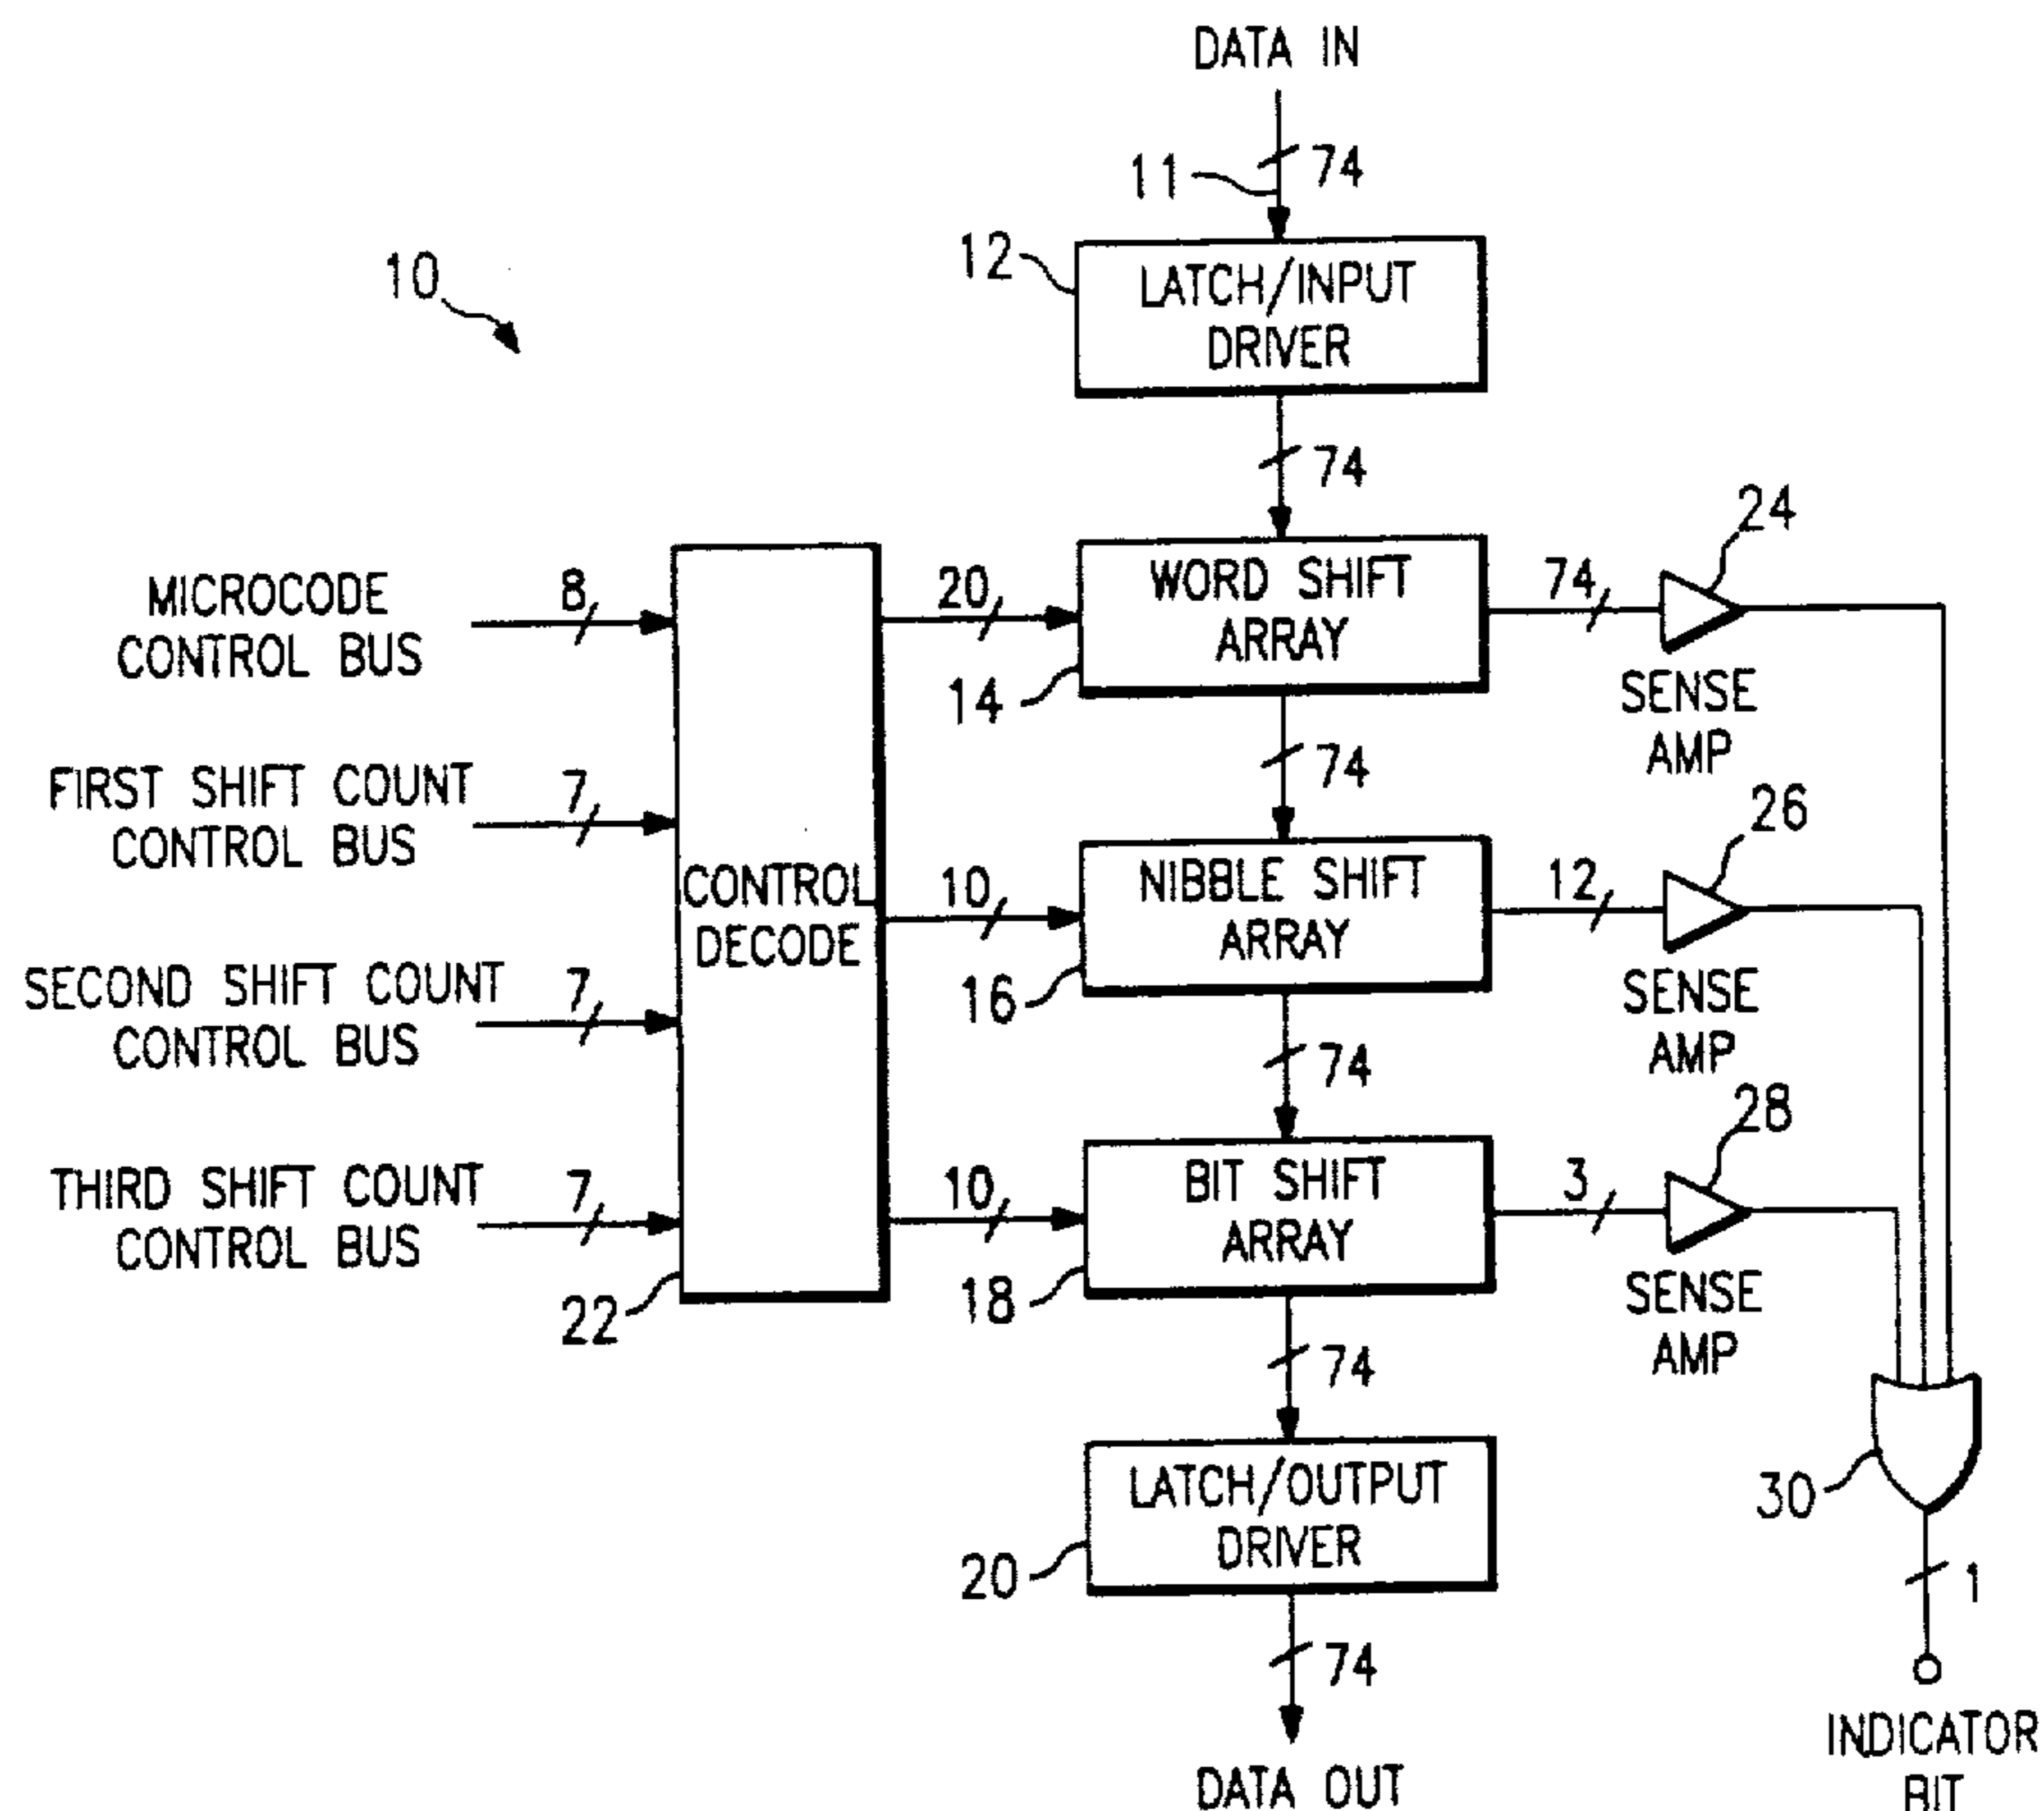 DATA IN
74
11
12
LATCH/INPUT
DRIVER
10
74
24
MICROCODE
CONTROL BUS
8
20
WORD SHIFT
ARRAY
14
74
SENSE
AMP
74
FIRST SHIFT COUNT
CONTROL BUS
7
CONTROL
DECODE
26
10
NIBBLE SHIFT
ARRAY
16
12
SENSE
AMP
SECOND SHIFT COUNT
CONTROL BUS
7
74
28
THIRD SHIFT COUNT
CONTROL BUS
7
22
10
BIT SHIFT
ARRAY
18
3
SENSE
AMP
74
LATCH/OUTPUT
DRIVER
20
30
1
74
DATA OUT
INDICATOR
BIT